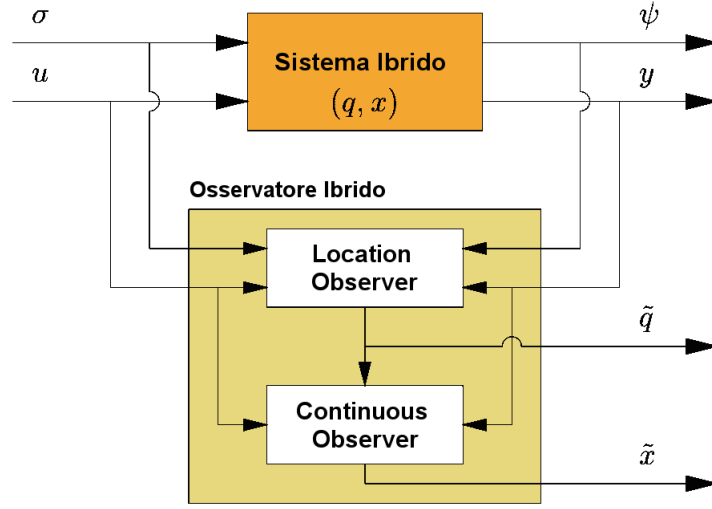 σ
ψ
u
y
Sistema Ibrido
(q, x)
Osservatore Ibrido
Location
Observer
q̃
Continuous
Observer
x̃